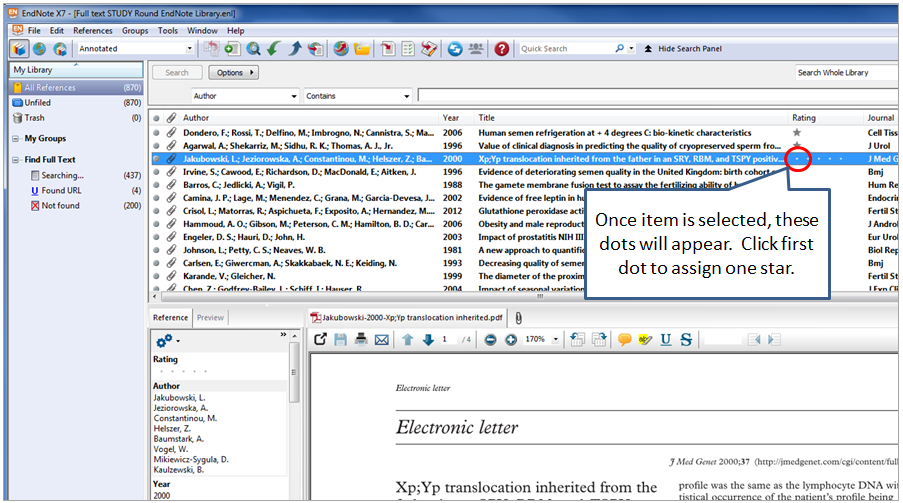 EndNote X7 - [Full text STUDY Round EndNote Library.enl]
File Edit References Groups Tools Window Help
Annotated Quick Search Hide Search Panel
My Library
All References (870)
Unfiled (870)
Trash (0)
My Groups
Find Full Text
Searching... (437)
Found URL (4)
Not found (200)
Search Options Search Whole Library
Author Contains
Author Year Title Rating Journal
Dondero, F.; Rossi, T.; Delfino, M.; Imbrogno, N.; Cannistra, S.; Ma... 2006 Human semen refrigeration at + 4 degrees C: bio-kinetic characteristics Cell Tiss
Agarwal, A.; Shekarriz, M.; Sidhu, R. K.; Thomas, A. J., Jr. 1996 Value of clinical diagnosis in predicting the quality of cryopreserved sperm fro... J Urol
Jakubowski, L.; Jeziorowska, A.; Constantinou, M.; Helszer, Z.; Ba... 2000 Xp;Yp translocation inherited from the father in an SRY, RBM, and TSPY positiv... J Med G
Irvine, S.; Cawood, E.; Richardson, D.; MacDonald, E.; Aitken, J. 1996 Evidence of deteriorating semen quality in the United Kingdom: birth cohort Bmj
Barros, C.; Jedlicki, A.; Vigil, P. 1988 The gamete membrane fusion test to assay the fertilizing ability of Hum Re
Camina, J. P.; Lage, M.; Menendez, C.; Grana, M.; Garcia-Devesa, J... 2002 Evidence of free leptin in Endocrin
Crisol, L.; Matorras, R.; Aspichueta, F.; Exposito, A.; Hernandez, M.... 2012 Glutathione peroxidase Fertil St
Hammoud, A. O.; Gibson, M.; Peterson, C. M.; Hamilton, B. D.; Car... 2006 Obesity and male J Andro
Engeler, D. S.; Hauri, D.; John, H. 2003 Impact of prostatitis NIH Eur Urol
Johnson, L.; Petty, C. S.; Neaves, W. B. 1981 A new approach to Biol Rep
Carlsen, E.; Giwercman, A.; Skakkabaek, N. E.; Keiding, N. 1993 Decreasing quality of Bmj
Karande, V.; Gleicher, N. 1999 The diameter of the Fertil St
Chen, Z.; Godfrey-Bailey, L.; Schiff, I.; Hauser, R. 2004 Impact of seasonal J Exp Cli
Once item is selected, these
dots will appear. Click first
dot to assign one star.
Reference Preview Jakubowski-2000-Xp;Yp translocation inherited.pdf
1 / 4 170%
Rating
Author
Jakubowski, L.
Jeziorowska, A.
Constantinou, M.
Helszer, Z.
Baumstark, A.
Vogel, W.
Mikiewicz-Sygula, D.
Kaulzewski, B.
Year
2000
Electronic letter
Electronic letter
J Med Genet 2000;37 (http://jmedgenet.com/cgi/content/full
Xp;Yp translocation inherited from the
profile was the same as the lymphocyte DNA
tistical occurrence of the patient's profile being